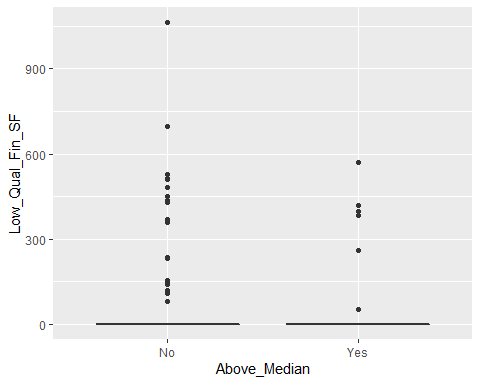 Low_Qual_Fin_SF
900
600
300
0
No
Yes
Above_Median